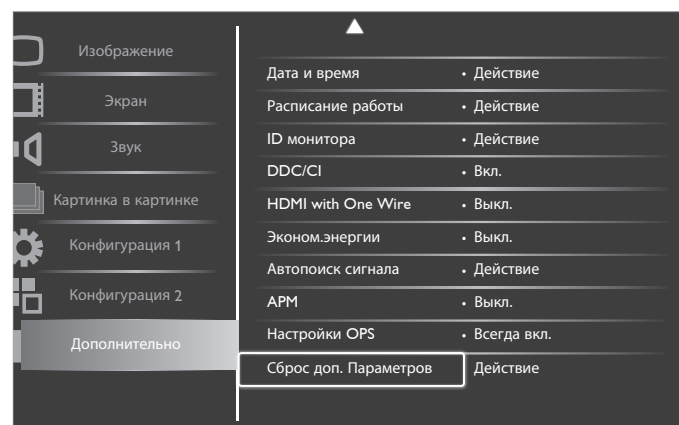 Изображение
Экран
Звук
Картинка в картинке
Конфигурация 1
Конфигурация 2
Дополнительно
Дата и время • Действие
Расписание работы • Действие
ID монитора • Действие
DDC/CI • Вкл.
HDMI with One Wire • Выкл.
Эконом.энергии • Выкл.
Автопоиск сигнала • Действие
APM • Выкл.
Настройки OPS • Всегда вкл.
Сброс доп. Параметров Действие